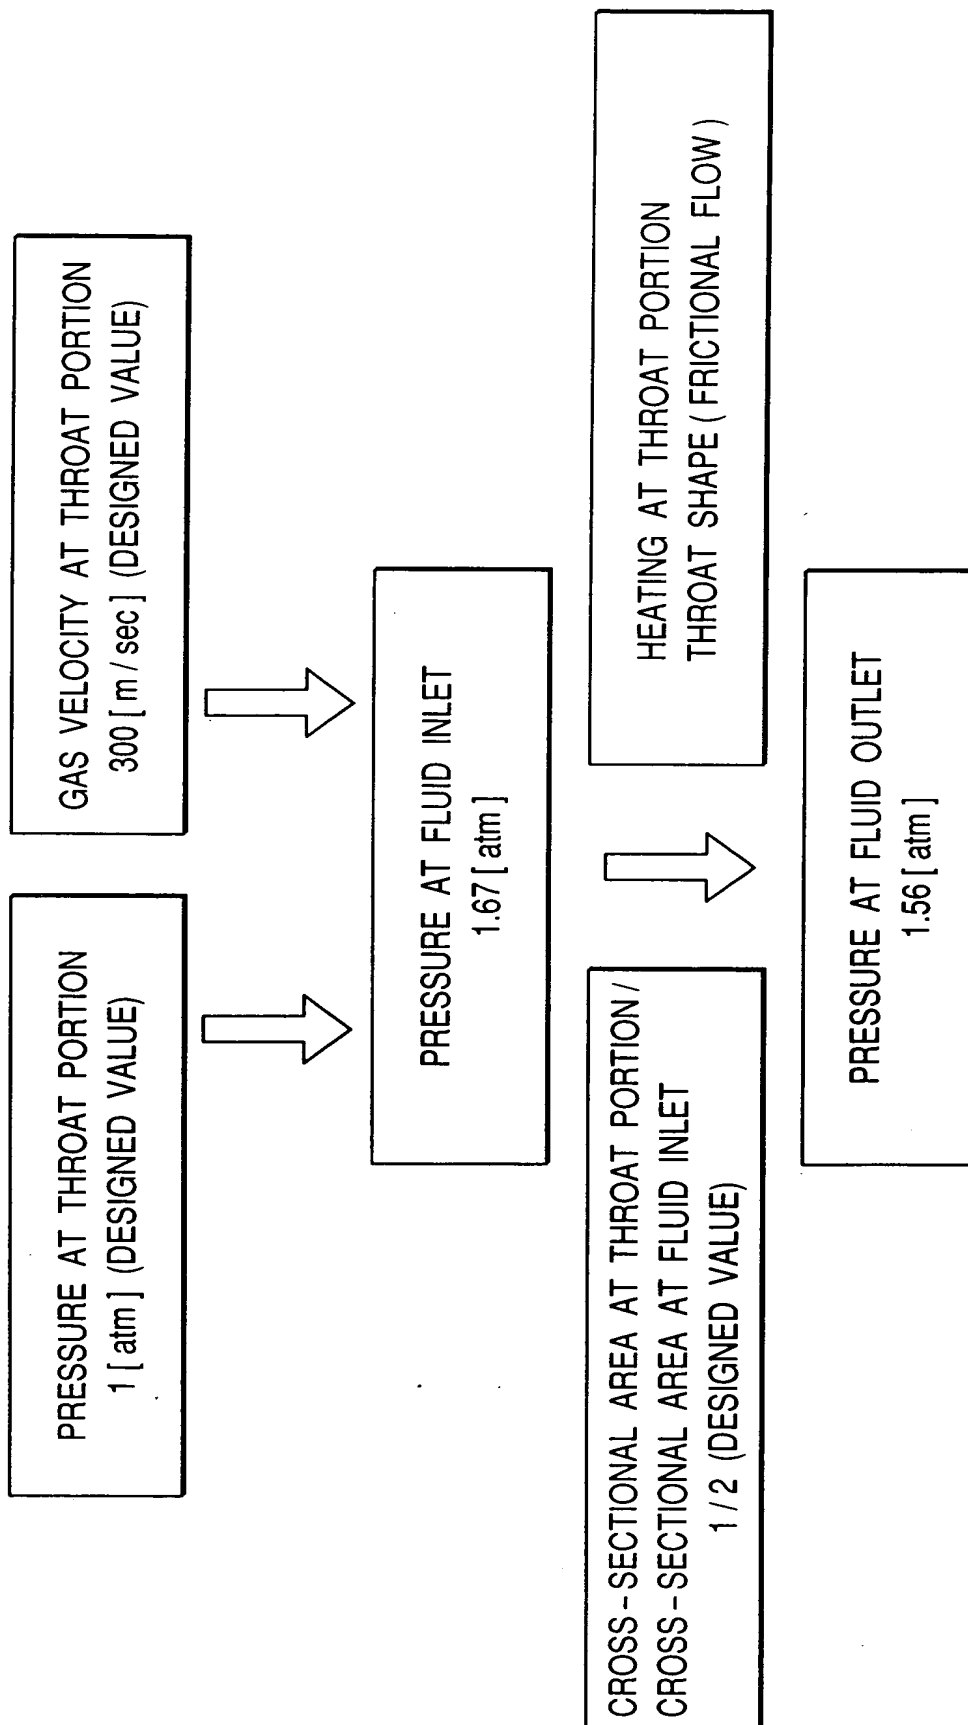 PRESSURE AT THROAT PORTION
1 [ atm ] (DESIGNED VALUE)
GAS VELOCITY AT THROAT PORTION
300 [ m / sec ] (DESIGNED VALUE)
PRESSURE AT FLUID INLET
1.67 [ atm ]
CROSS-SECTIONAL AREA AT THROAT PORTION /
CROSS-SECTIONAL AREA AT FLUID INLET
1 / 2 (DESIGNED VALUE)
HEATING AT THROAT PORTION
THROAT SHAPE ( FRICTIONAL FLOW )
PRESSURE AT FLUID OUTLET
1.56 [ atm ]